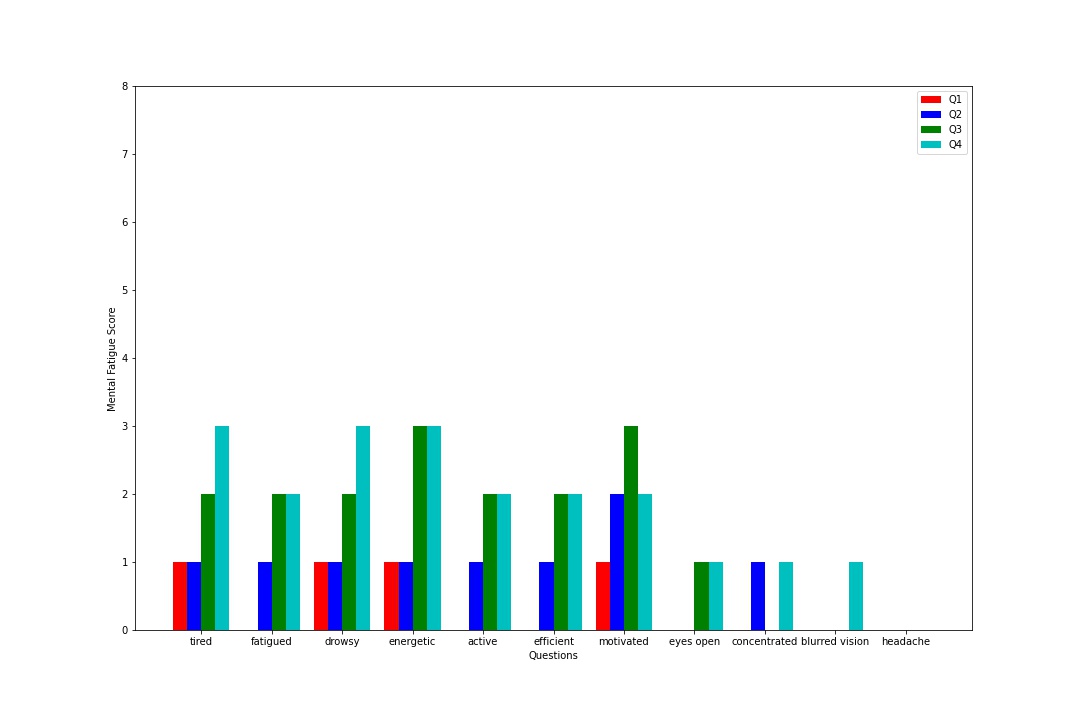 8
7
6
5
4
3
2
1
0
Mental Fatigue Score
Q1
Q2
Q3
Q4
tired fatigued drowsy energetic active efficient motivated eyes open concentrated blurred vision headache
Questions